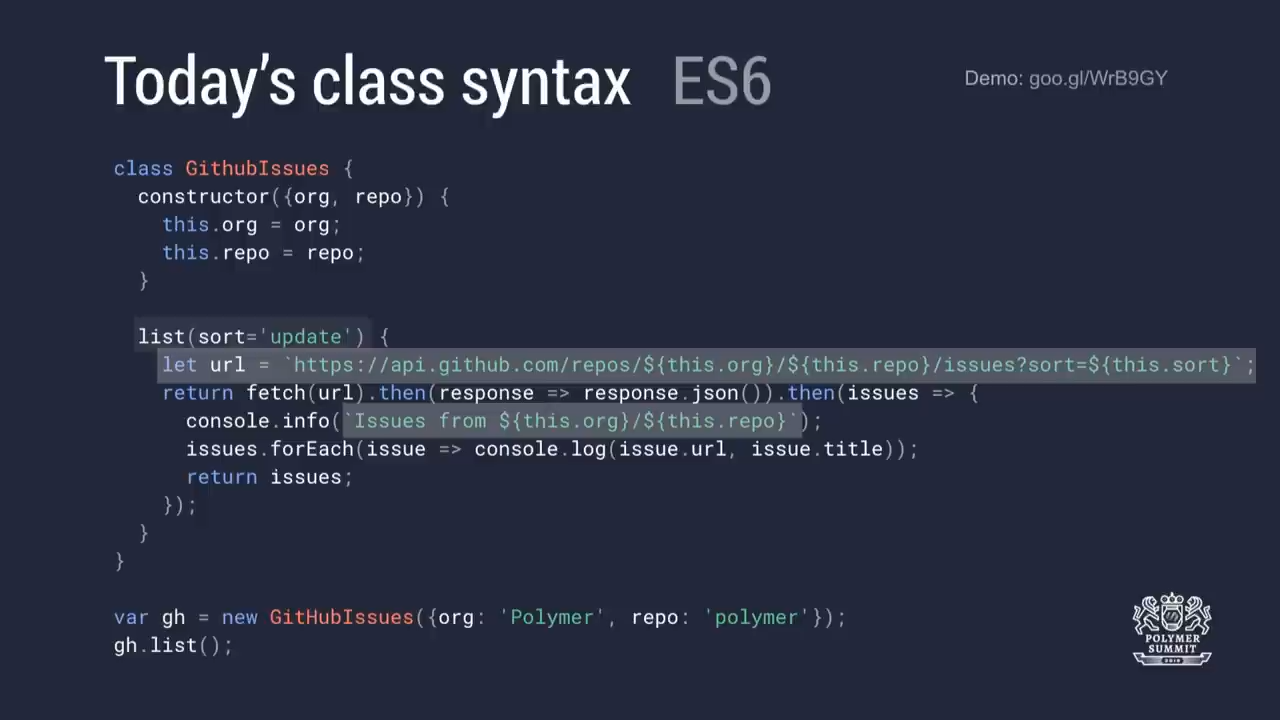 Today's class syntax ES6
Demo: goo.gl/WrB9GY
class GithubIssues {
  constructor({org, repo}) {
    this.org = org;
    this.repo = repo;
  }
  list(sort='update') {
    let url = `https://api.github.com/repos/${this.org}/${this.repo}/issues?sort=${this.sort}`;
    return fetch(url).then(response => response.json()).then(issues => {
      console.info(`Issues from ${this.org}/${this.repo}`);
      issues.forEach(issue => console.log(issue.url, issue.title));
      return issues;
    });
  }
}
var gh = new GitHubIssues({org: 'Polymer', repo: 'polymer'});
gh.list();
POLYMER
SUMMIT